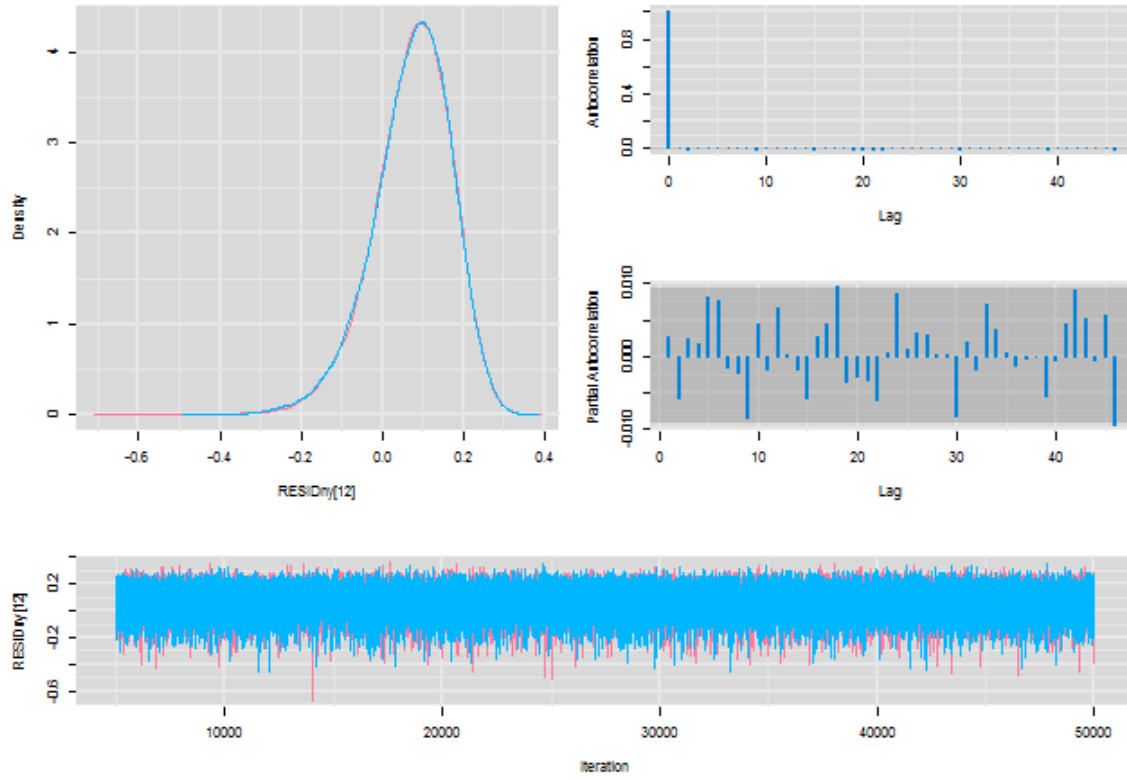 Density
4
3
2
1
0
−0.6 −0.4 −0.2 0.0 0.2 0.4
RESIDny[12]
Autocorrelation
0.8
0.4
0.0
0 10 20 30 40
Lag
Partial Autocorrelation
0.010
0.000
−0.010
0 10 20 30 40
Lag
RESIDny[12]
0.2
−0.2
−0.6
10000 20000 30000 40000 50000
Iteration